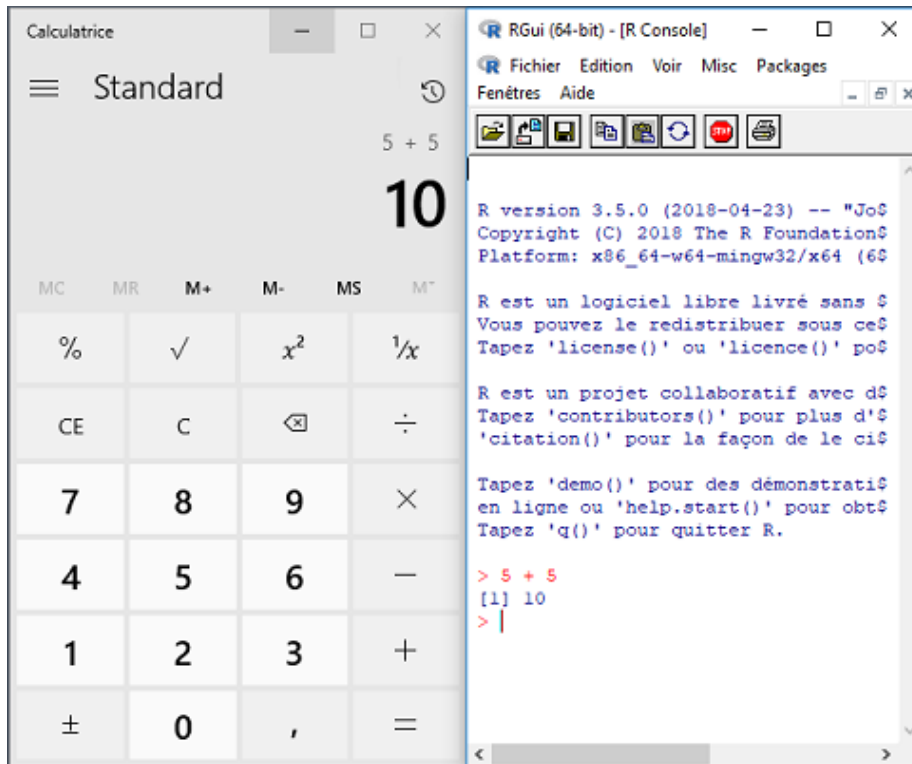 Calculatrice
Standard
5 + 5
10
MC MR M+ M- MS M˅
% √ x² ¹/x
CE C ÷
7 8 9 ×
4 5 6 −
1 2 3 +
± 0 , =
RGui (64-bit) - [R Console]
Fichier Edition Voir Misc Packages
Fenêtres Aide
STOP
R version 3.5.0 (2018-04-23) -- "Jo$
Copyright (C) 2018 The R Foundation$
Platform: x86_64-w64-mingw32/x64 (6$
R est un logiciel libre livré sans $
Vous pouvez le redistribuer sous ce$
Tapez 'license()' ou 'licence()' po$
R est un projet collaboratif avec d$
Tapez 'contributors()' pour plus d'$
'citation()' pour la façon de le ci$
Tapez 'demo()' pour des démonstrati$
en ligne ou 'help.start()' pour obt$
Tapez 'q()' pour quitter R.
> 5 + 5
[1] 10
>